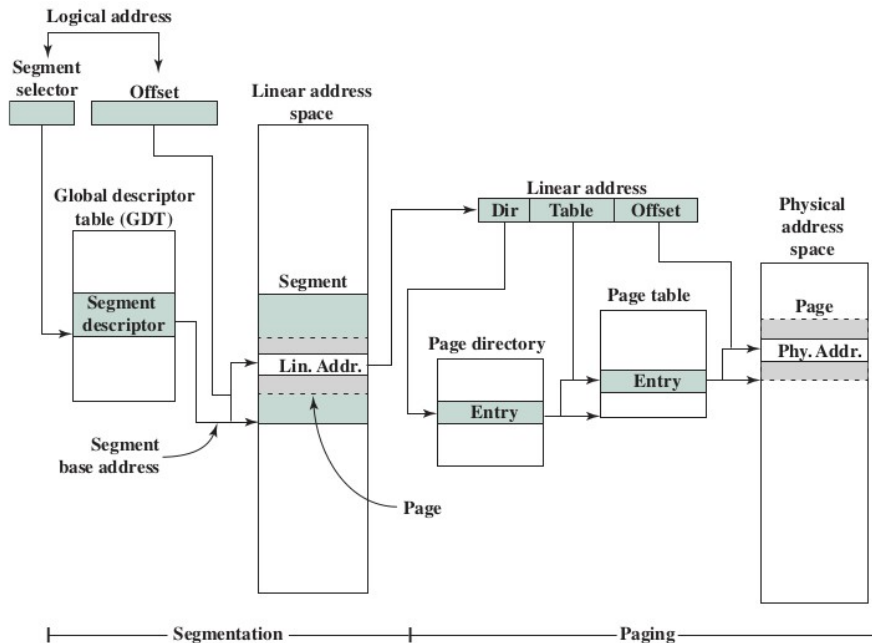 Logical address
Segment
selector
Offset
Linear address
space
Global descriptor
table (GDT)
Segment
descriptor
Segment
base address
Segment
Lin. Addr.
Page
Linear address
Dir
Table
Offset
Page directory
Entry
Page table
Entry
Physical
address
space
Page
Phy. Addr.
Segmentation
Paging